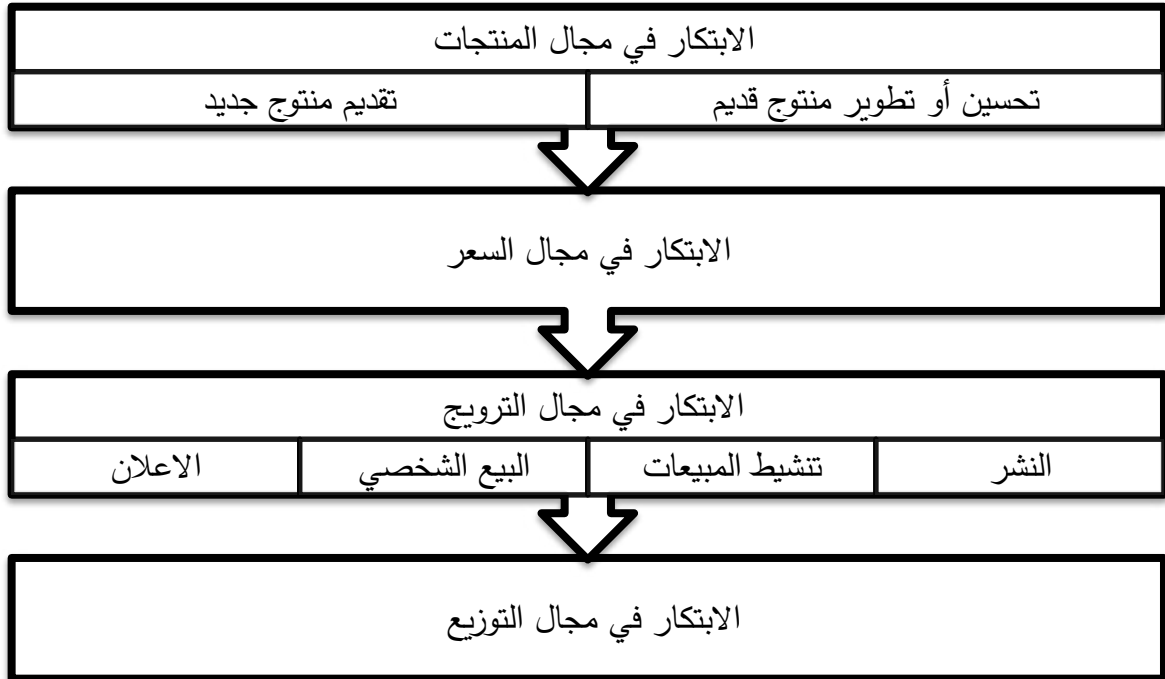 الابتكار في مجال المنتجات
تحسين أو تطوير منتوج قديم
تقديم منتوج جديد
الابتكار في مجال السعر
الابتكار في مجال الترويج
النشر
تنشيط المبيعات
البيع الشخصي
الاعلان
الابتكار في مجال التوزيع